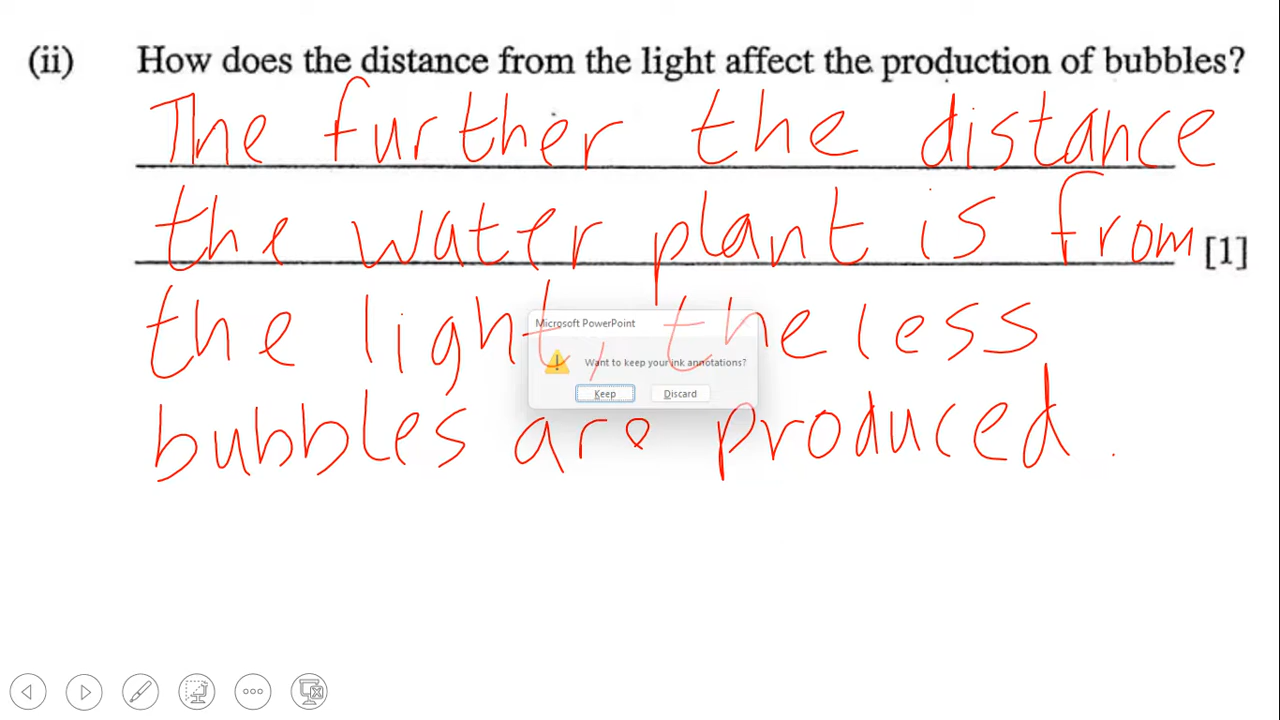 (ii) How does the distance from the light affect the production of bubbles?
The further the distance
the water plant is from
[1]
the light, the less
Microsoft PowerPoint
Want to keep your ink annotations?
Keep Discard
bubbles are produced.